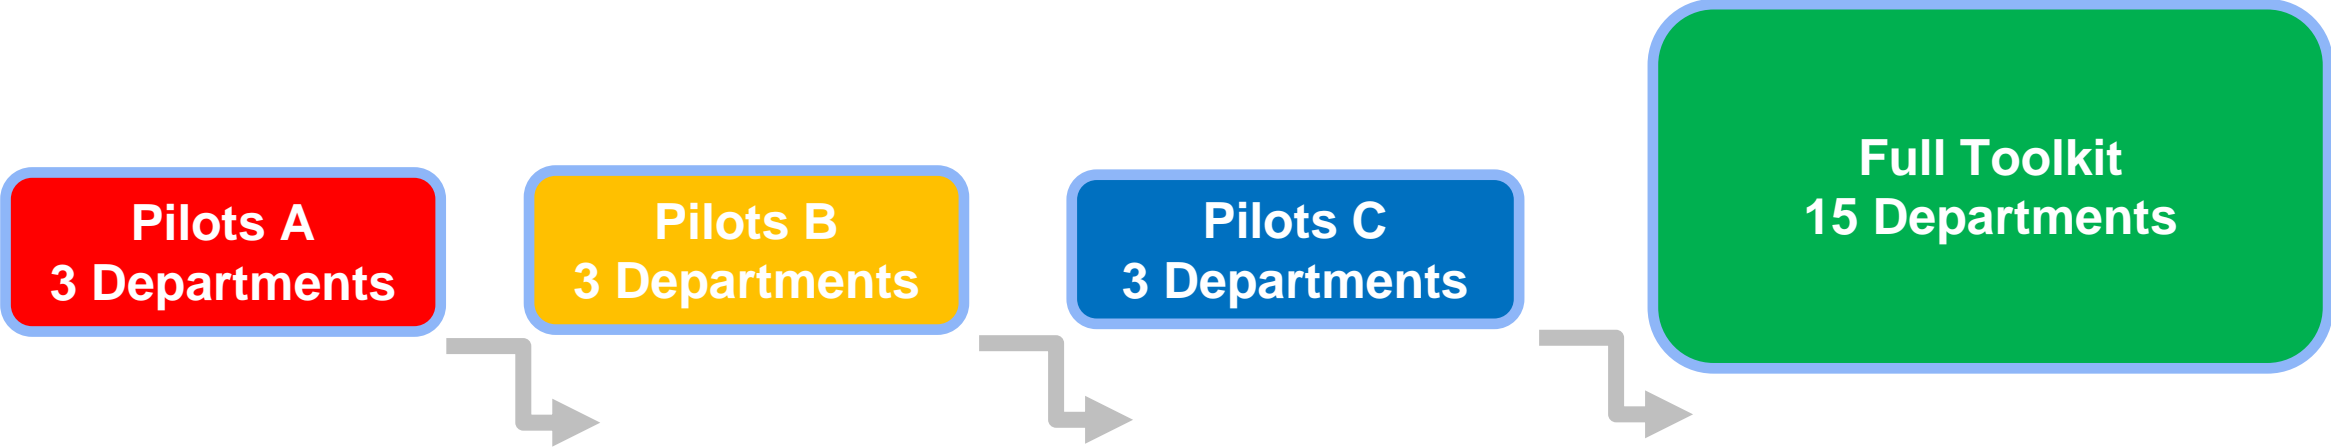 Pilots A
3 Departments
Pilots B
3 Departments
Pilots C
3 Departments
Full Toolkit
15 Departments